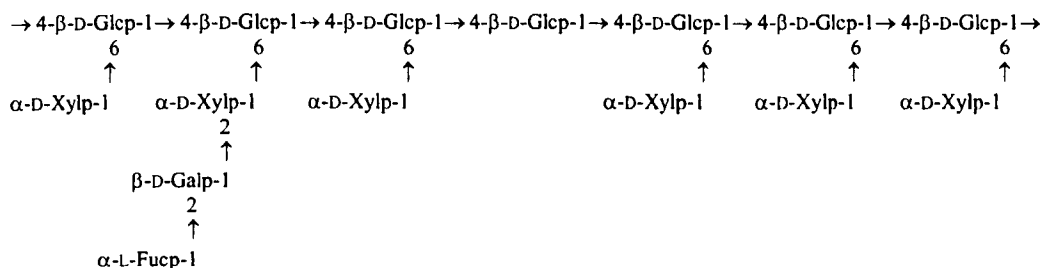 → 4-β-D-Glcp-1 → 4-β-D-Glcp-1 → 4-β-D-Glcp-1 → 4-β-D-Glcp-1 → 4-β-D-Glcp-1 → 4-β-D-Glcp-1 → 4-β-D-Glcp-1 →
6 6 6 6 6 6
↑ ↑ ↑ ↑ ↑ ↑
α-D-Xylp-1 α-D-Xylp-1 α-D-Xylp-1 α-D-Xylp-1 α-D-Xylp-1 α-D-Xylp-1
2
↑
β-D-Galp-1
2
↑
α-L-Fucp-1